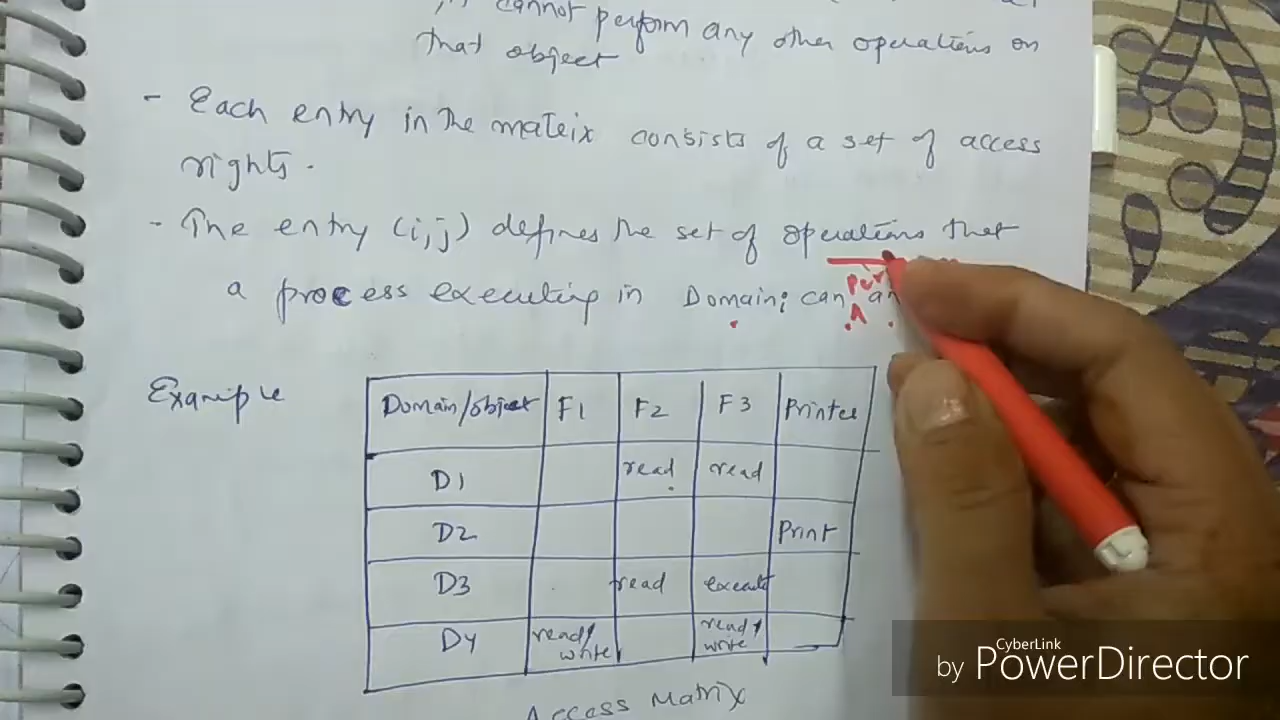 cannot perform any other operations on
that object
- Each entry in the matrix consists of a set of access
rights.
- The entry (i,j) defines the set of operations that
a process executing in Domain i can
Example
Domain/object F1 F2 F3 Printer
D1 read read
D2 Print
D3 read execute
D4 read/write read/write
Access Matrix
CyberLink
by PowerDirector